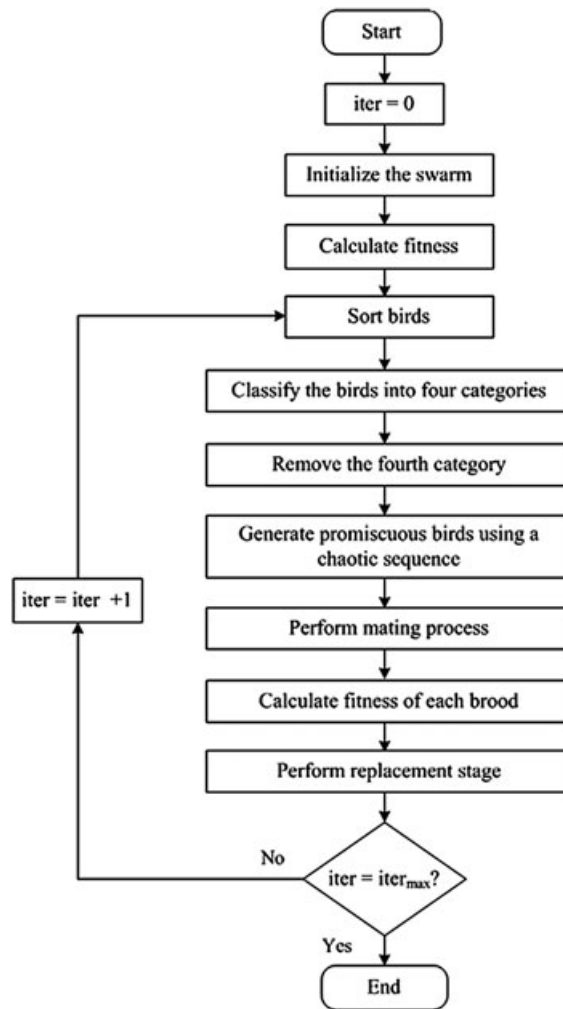 Start
iter = 0
Initialize the swarm
Calculate fitness
Sort birds
Classify the birds into four categories
Remove the fourth category
Generate promiscuous birds using a
chaotic sequence
iter = iter +1
Perform mating process
Calculate fitness of each brood
Perform replacement stage
No
iter = iter_max?
Yes
End